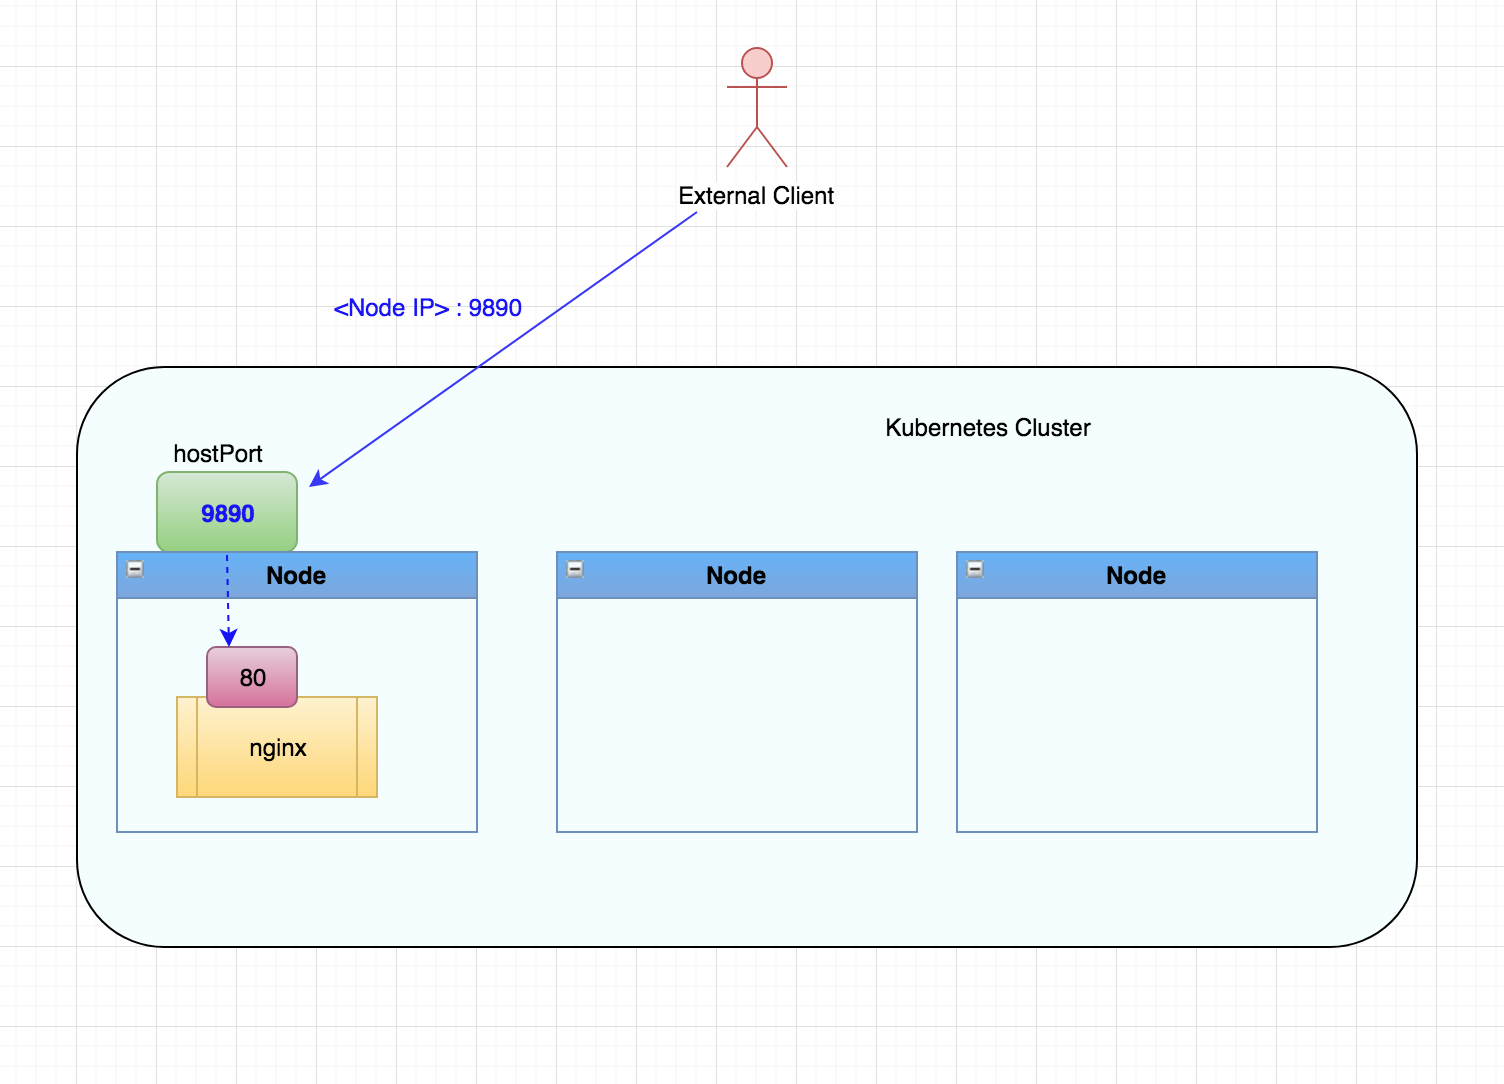 External Client
<Node IP> : 9890
Kubernetes Cluster
hostPort
9890
Node
Node
Node
80
nginx